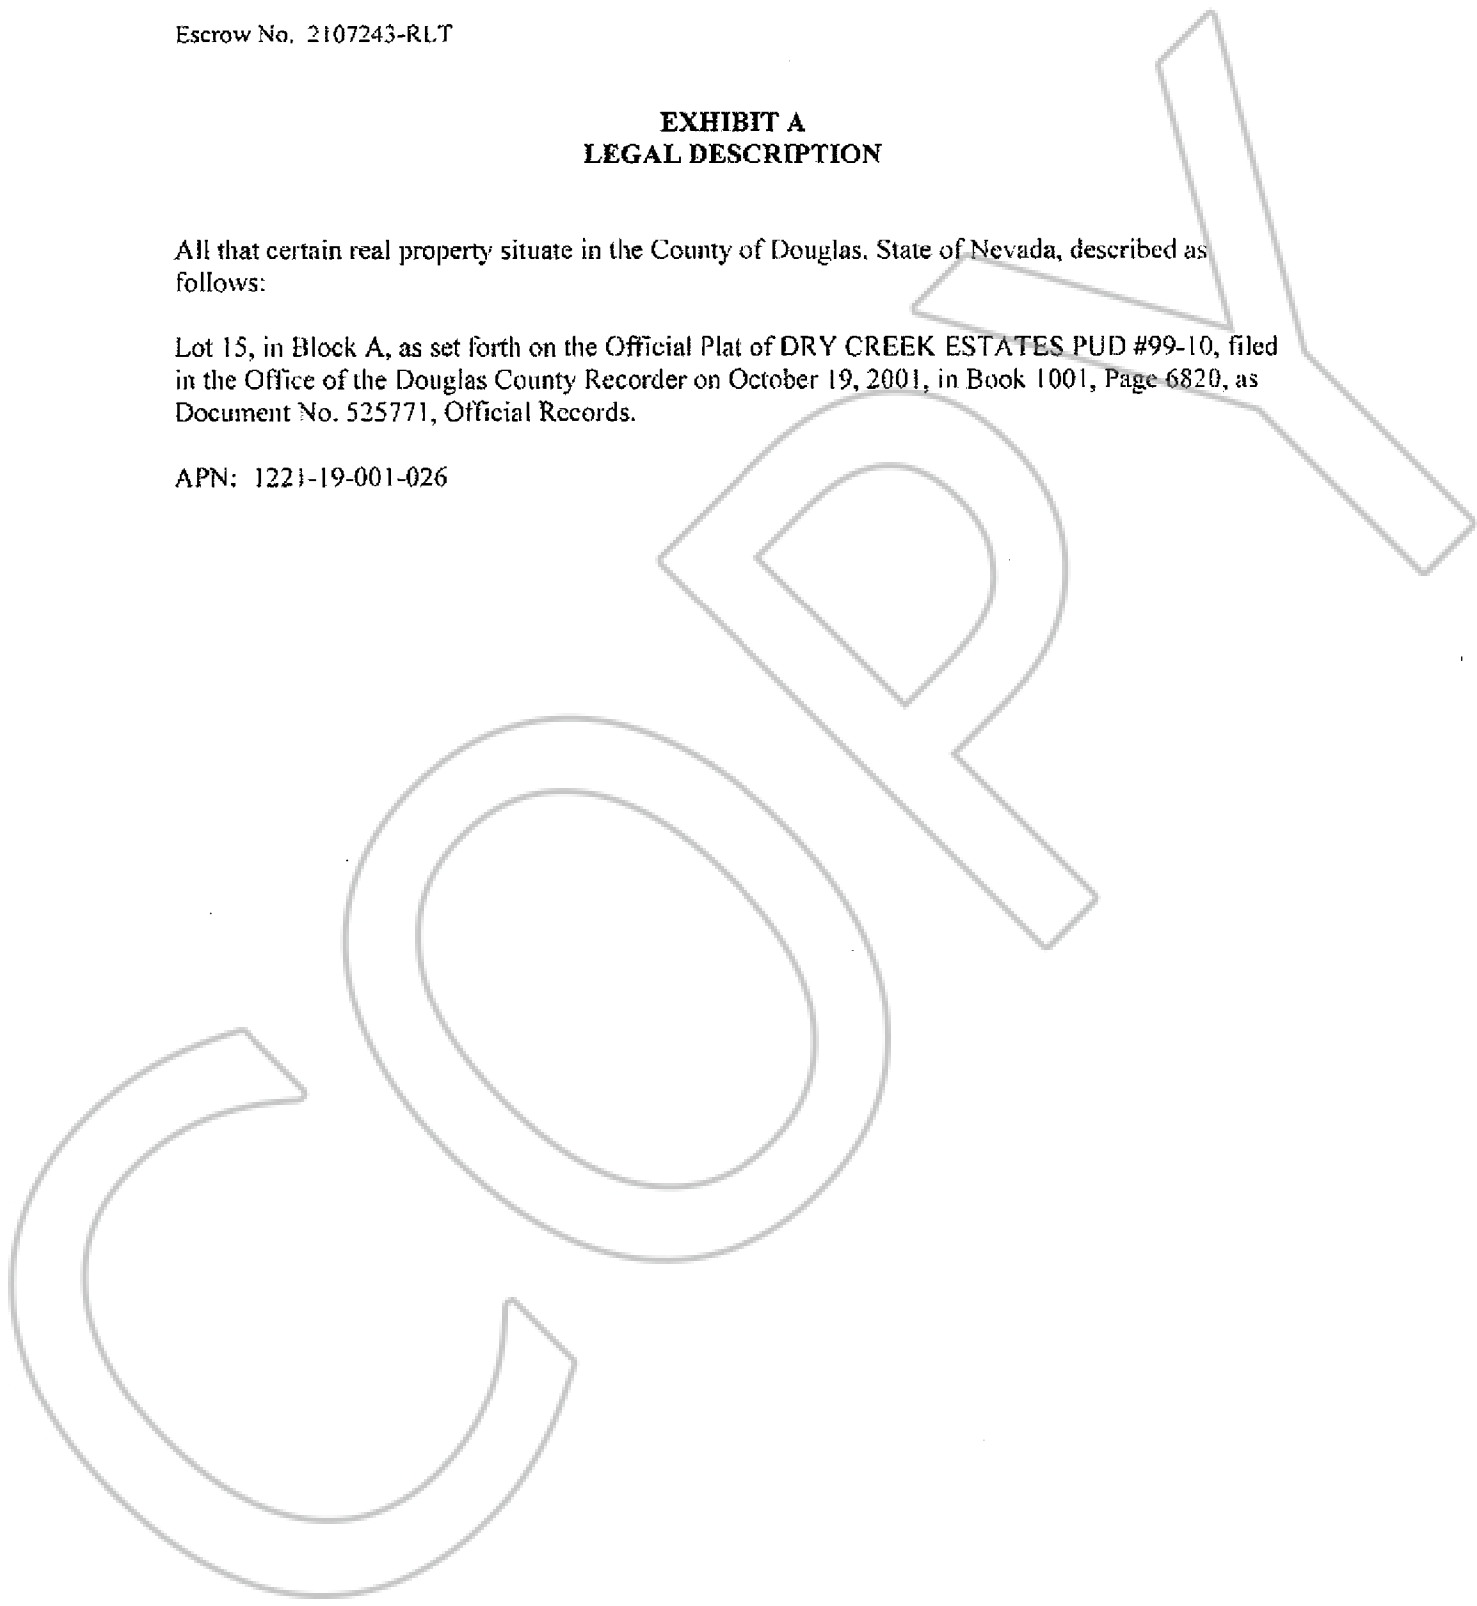 Escrow No. 2107243-RLT
EXHIBIT A
LEGAL DESCRIPTION
All that certain real property situate in the County of Douglas, State of Nevada, described as
follows:
Lot 15, in Block A, as set forth on the Official Plat of DRY CREEK ESTATES PUD #99-10, filed
in the Office of the Douglas County Recorder on October 19, 2001, in Book 1001, Page 6820, as
Document No. 525771, Official Records.
APN: 1221-19-001-026
COPY